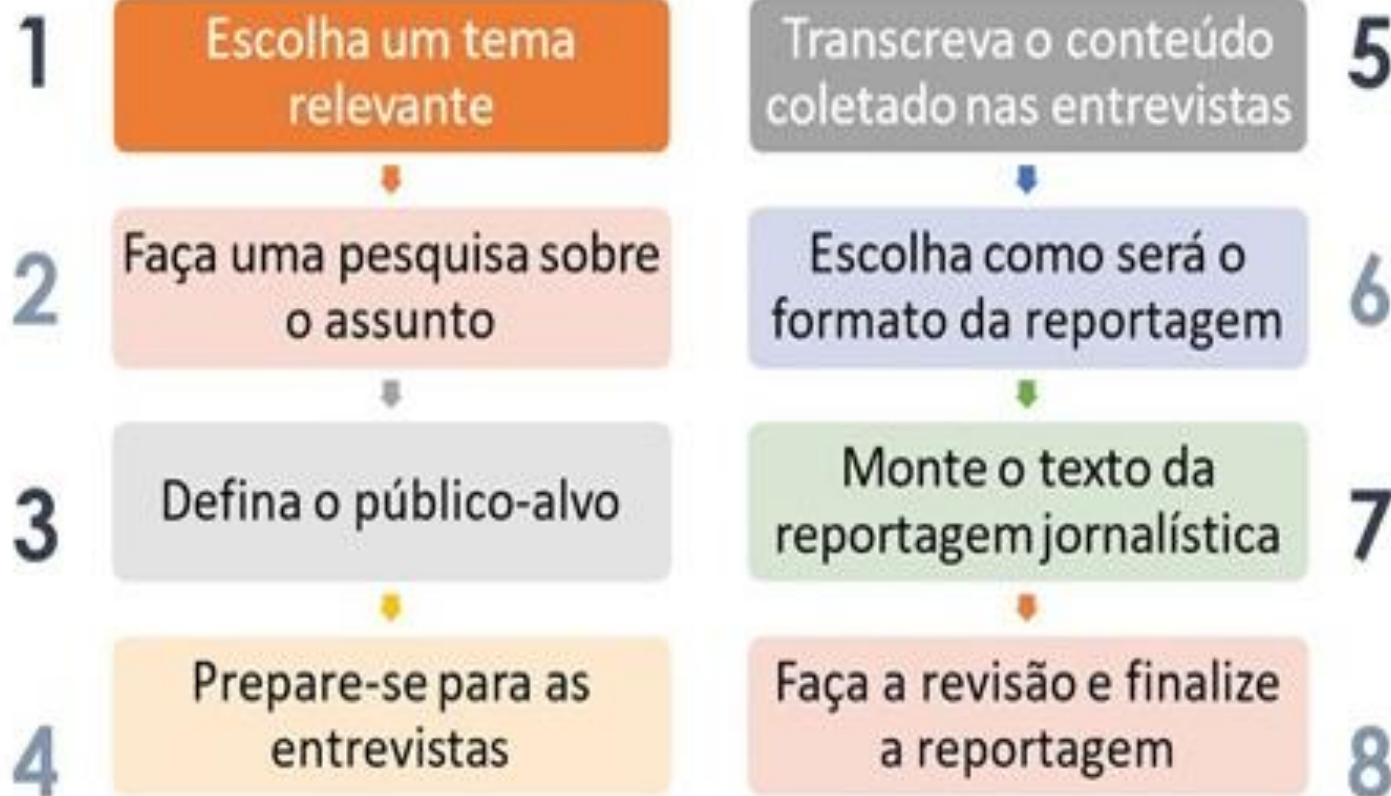 1
Escolha um tema
relevante
2
Faça uma pesquisa sobre
o assunto
3
Defina o público-alvo
4
Prepare-se para as
entrevistas
5
Transcreva o conteúdo
coletado nas entrevistas
6
Escolha como será o
formato da reportagem
7
Monte o texto da
reportagem jornalística
8
Faça a revisão e finalize
a reportagem